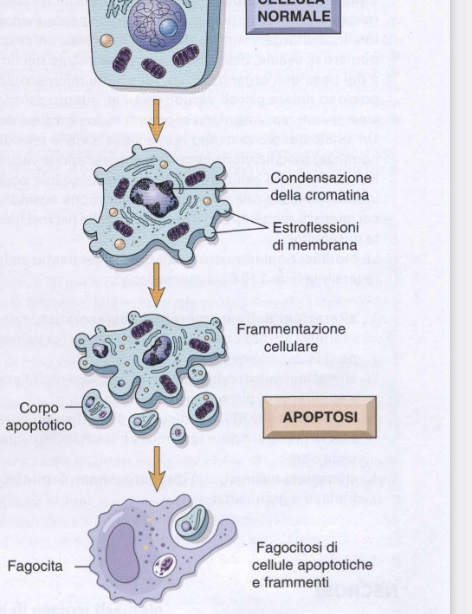 CELLULA
NORMALE
Condensazione
della cromatina
Estroflessioni
di membrana
Frammentazione
cellulare
Corpo
apoptotico
APOPTOSI
Fagocita
Fagocitosi di
cellule apoptotiche
e frammenti